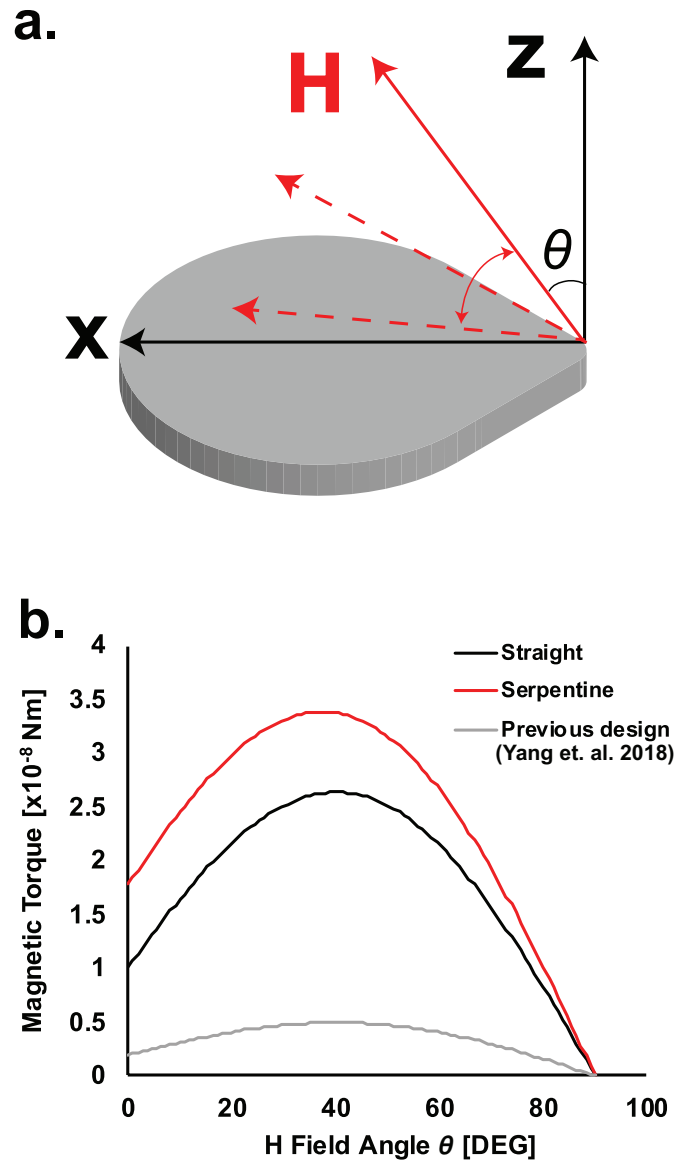 a.
H
Z
θ
X
b.
4
3.5
3
2.5
2
1.5
1
0.5
0
Magnetic Torque [x10⁻⁸ Nm]
Straight
Serpentine
Previous design
(Yang et. al. 2018)
0 20 40 60 80 100
H Field Angle θ [DEG]